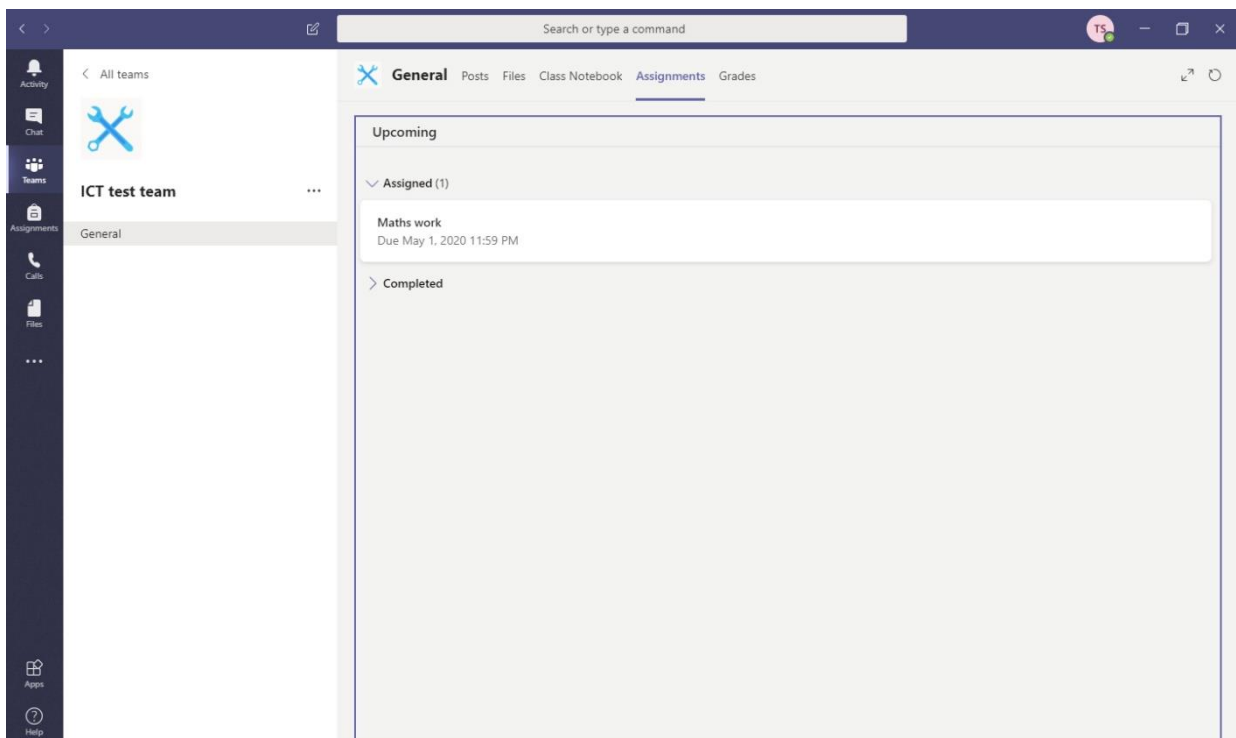 Search or type a command
TS
Activity
Chat
Teams
Assignments
Calls
Files
Apps
Help
All teams
ICT test team
General
General Posts Files Class Notebook Assignments Grades
Upcoming
Assigned (1)
Maths work
Due May 1, 2020 11:59 PM
Completed